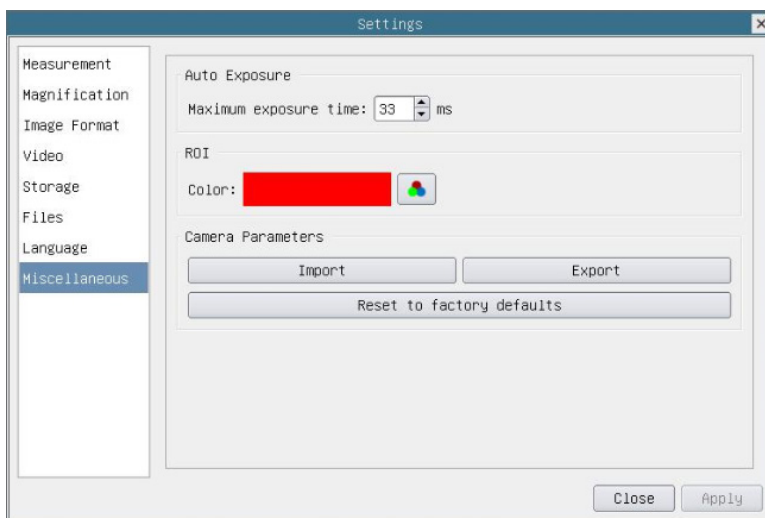 Settings
Measurement
Magnification
Image Format
Video
Storage
Files
Language
Miscellaneous
Auto Exposure
Maximum exposure time: 33 ms
ROI
Color:
Camera Parameters
Import Export
Reset to factory defaults
Close Apply